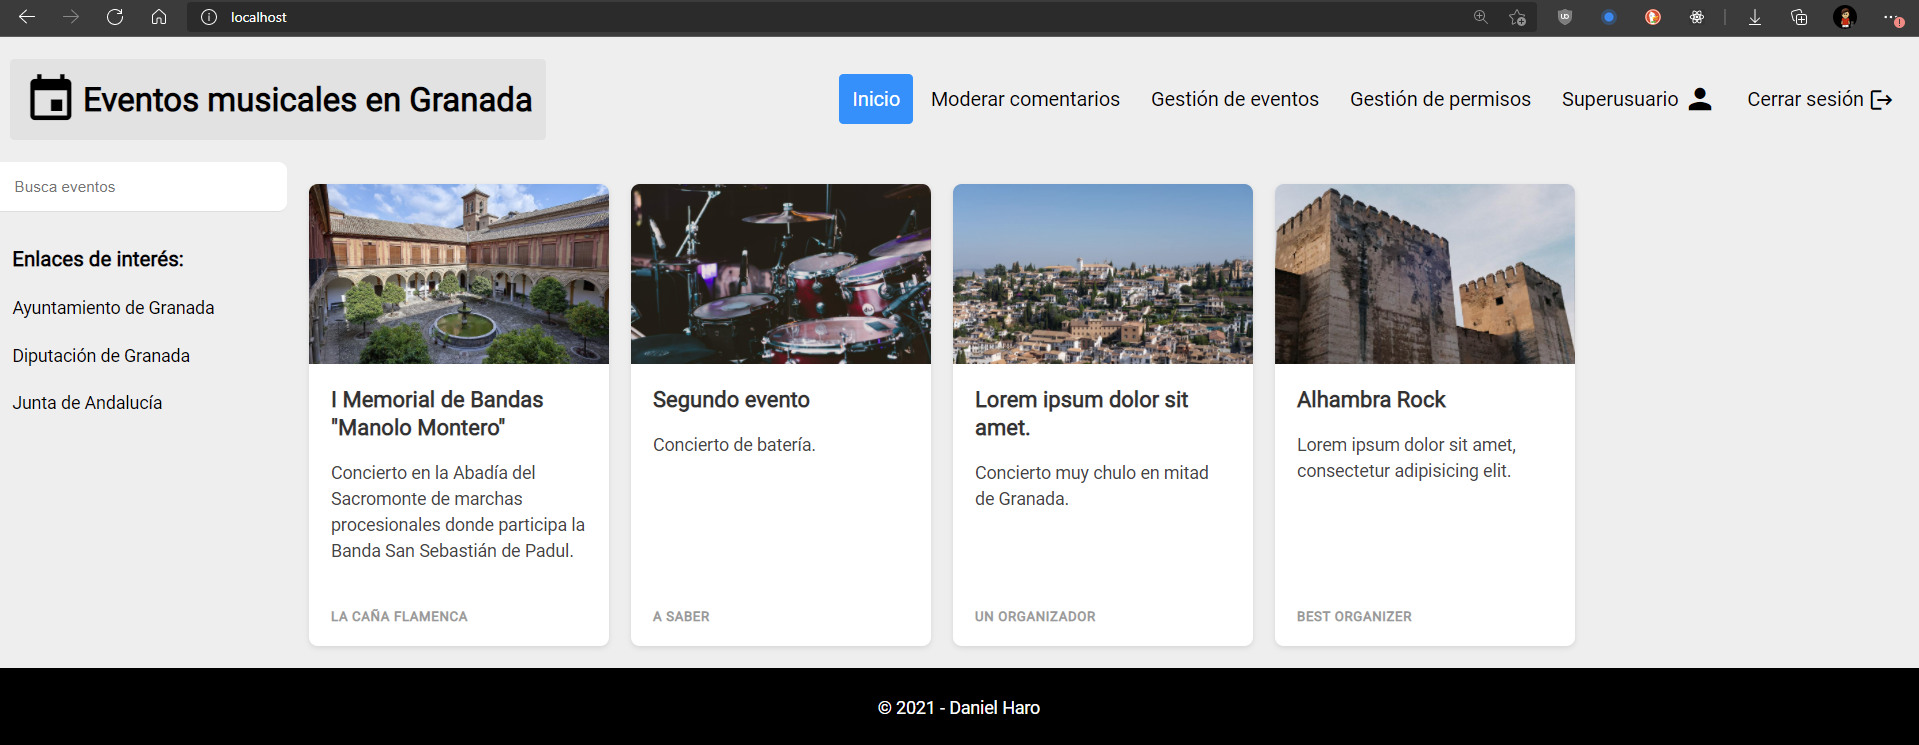 localhost
Eventos musicales en Granada
Inicio
Moderar comentarios
Gestión de eventos
Gestión de permisos
Superusuario
Cerrar sesión
Busca eventos
Enlaces de interés:
Ayuntamiento de Granada
Diputación de Granada
Junta de Andalucía
I Memorial de Bandas
"Manolo Montero"
Concierto en la Abadía del
Sacromonte de marchas
procesionales donde participa la
Banda San Sebastián de Padul.
LA CAÑA FLAMENCA
Segundo evento
Concierto de batería.
A SABER
Lorem ipsum dolor sit
amet.
Concierto muy chulo en mitad
de Granada.
UN ORGANIZADOR
Alhambra Rock
Lorem ipsum dolor sit amet,
consectetur adipisicing elit.
BEST ORGANIZER
© 2021 - Daniel Haro